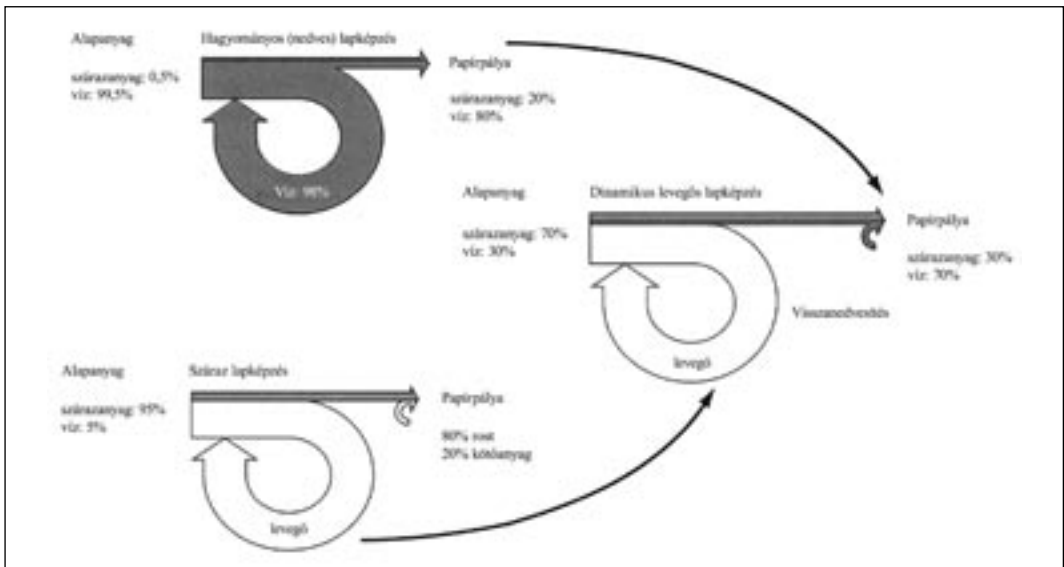 Alapanyag
Hagyományos (nedves) lapképzés
szárazanyag: 0,5%
víz: 99,5%
Papírpálya
szárazanyag: 20%
víz: 80%
Víz: 98%
Alapanyag
Dinamikus levegős lapképzés
szárazanyag: 70%
víz: 30%
Papírpálya
szárazanyag: 30%
víz: 70%
Visszanedvesítés
levegő
Alapanyag
Száraz lapképzés
szárazanyag: 95%
víz: 5%
Papírpálya
80% rost
20% kötőanyag
levegő